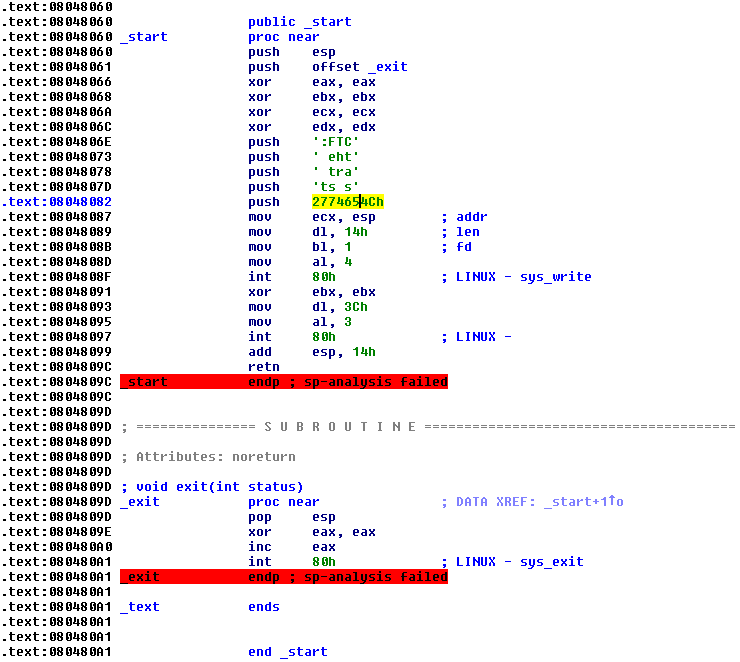 .text:08048060
.text:08048060 public _start
.text:08048060 _start proc near
.text:08048060 push esp
.text:08048061 push offset _exit
.text:08048066 xor eax, eax
.text:08048068 xor ebx, ebx
.text:0804806A xor ecx, ecx
.text:0804806C xor edx, edx
.text:0804806E push ':FTC'
.text:08048073 push ' eht'
.text:08048078 push ' tra'
.text:0804807D push 'ts s'
.text:08048082 push 2774654Ch
.text:08048087 mov ecx, esp ; addr
.text:08048089 mov dl, 14h ; len
.text:0804808B mov bl, 1 ; fd
.text:0804808D mov al, 4
.text:0804808F int 80h ; LINUX - sys_write
.text:08048091 xor ebx, ebx
.text:08048093 mov dl, 3Ch
.text:08048095 mov al, 3
.text:08048097 int 80h ; LINUX -
.text:08048099 add esp, 14h
.text:0804809C retn
.text:0804809C _start endp ; sp-analysis failed
.text:0804809C
.text:0804809D
.text:0804809D ; =============== S U B R O U T I N E =======================================
.text:0804809D
.text:0804809D ; Attributes: noreturn
.text:0804809D
.text:0804809D ; void exit(int status)
.text:0804809D _exit proc near ; DATA XREF: _start+1↑o
.text:0804809D pop esp
.text:0804809E xor eax, eax
.text:080480A0 inc eax
.text:080480A1 int 80h ; LINUX - sys_exit
.text:080480A1 _exit endp ; sp-analysis failed
.text:080480A1
.text:080480A1 _text ends
.text:080480A1
.text:080480A1
.text:080480A1 end _start